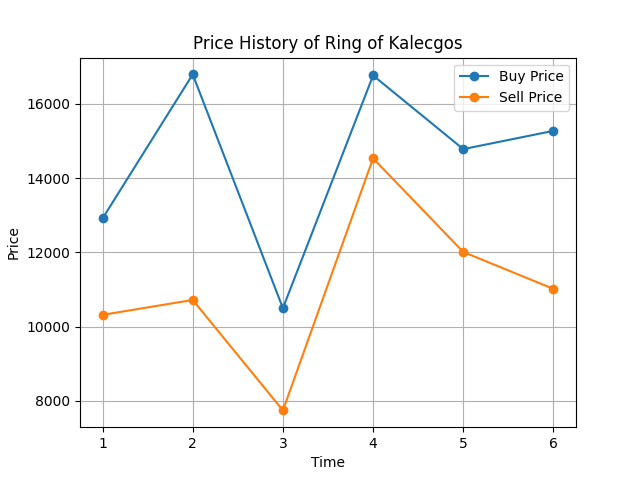 Price History of Ring of Kalecgos
Buy Price
Sell Price
16000
14000
12000
10000
8000
Price
1 2 3 4 5 6
Time